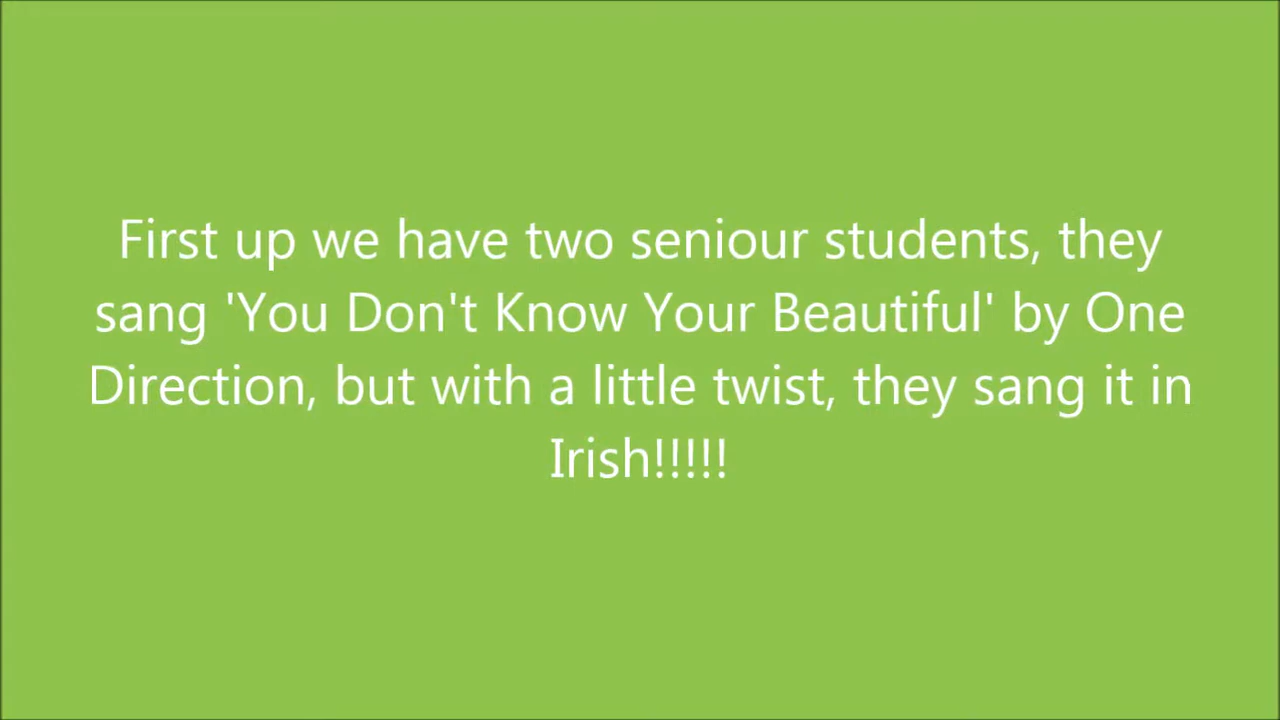 First up we have two seniour students, they
sang 'You Don't Know Your Beautiful' by One
Direction, but with a little twist, they sang it in
Irish!!!!!